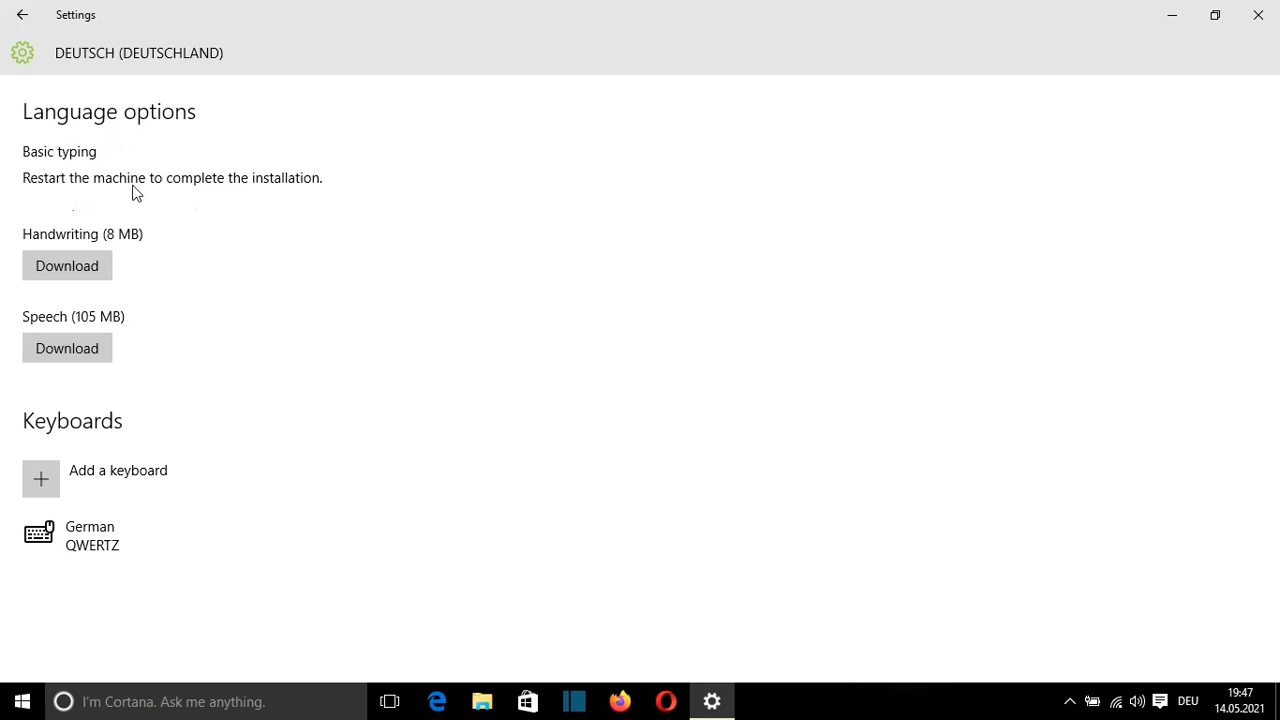 Settings
DEUTSCH (DEUTSCHLAND)
Language options
Basic typing
Restart the machine to complete the installation.
Handwriting (8 MB)
Download
Speech (105 MB)
Download
Keyboards
Add a keyboard
German
QWERTZ
I'm Cortana. Ask me anything.
DEU
19:47
14.05.2021